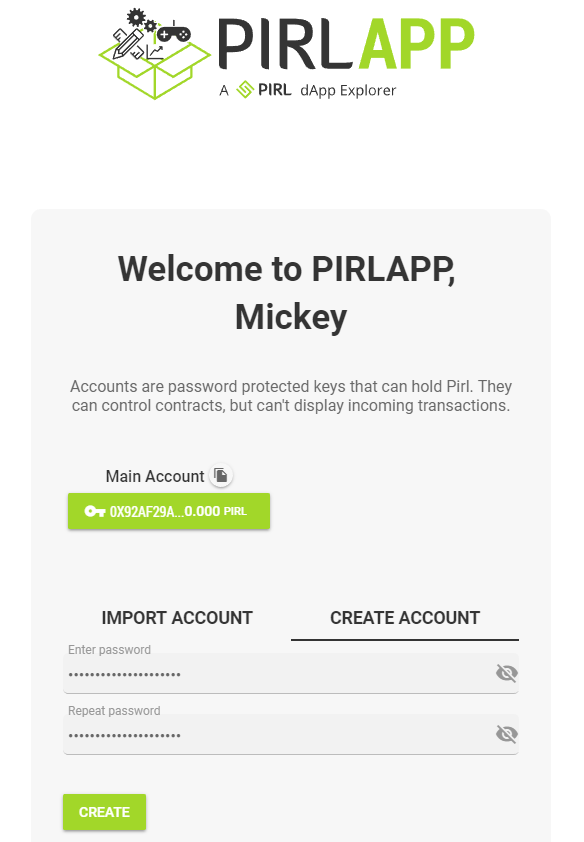 PIRLAPP
A PIRL dApp Explorer
Welcome to PIRLAPP,
Mickey
Accounts are password protected keys that can hold Pirl. They
can control contracts, but can't display incoming transactions.
Main Account
0X92AF29A...0.000 PIRL
IMPORT ACCOUNT CREATE ACCOUNT
Enter password
•••••••••••••••••••••
Repeat password
•••••••••••••••••••••
CREATE